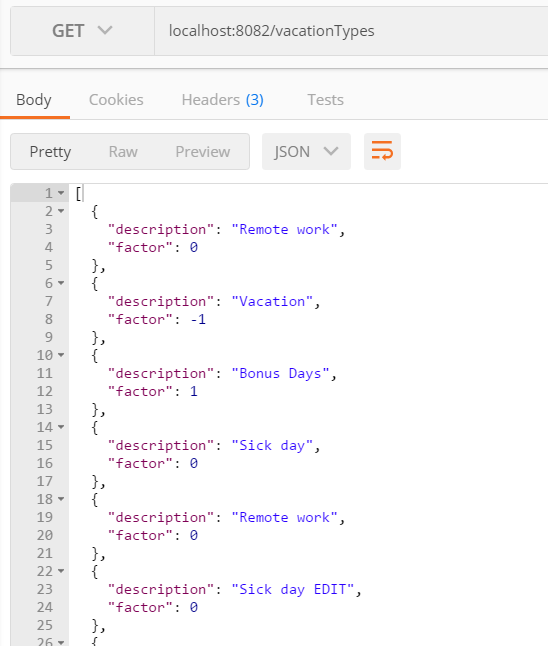 GET localhost:8082/vacationTypes
Body Cookies Headers (3) Tests
Pretty Raw Preview JSON
1 [
2 {
3 "description": "Remote work",
4 "factor": 0
5 },
6 {
7 "description": "Vacation",
8 "factor": -1
9 },
10 {
11 "description": "Bonus Days",
12 "factor": 1
13 },
14 {
15 "description": "Sick day",
16 "factor": 0
17 },
18 {
19 "description": "Remote work",
20 "factor": 0
21 },
22 {
23 "description": "Sick day EDIT",
24 "factor": 0
25 },
26 {